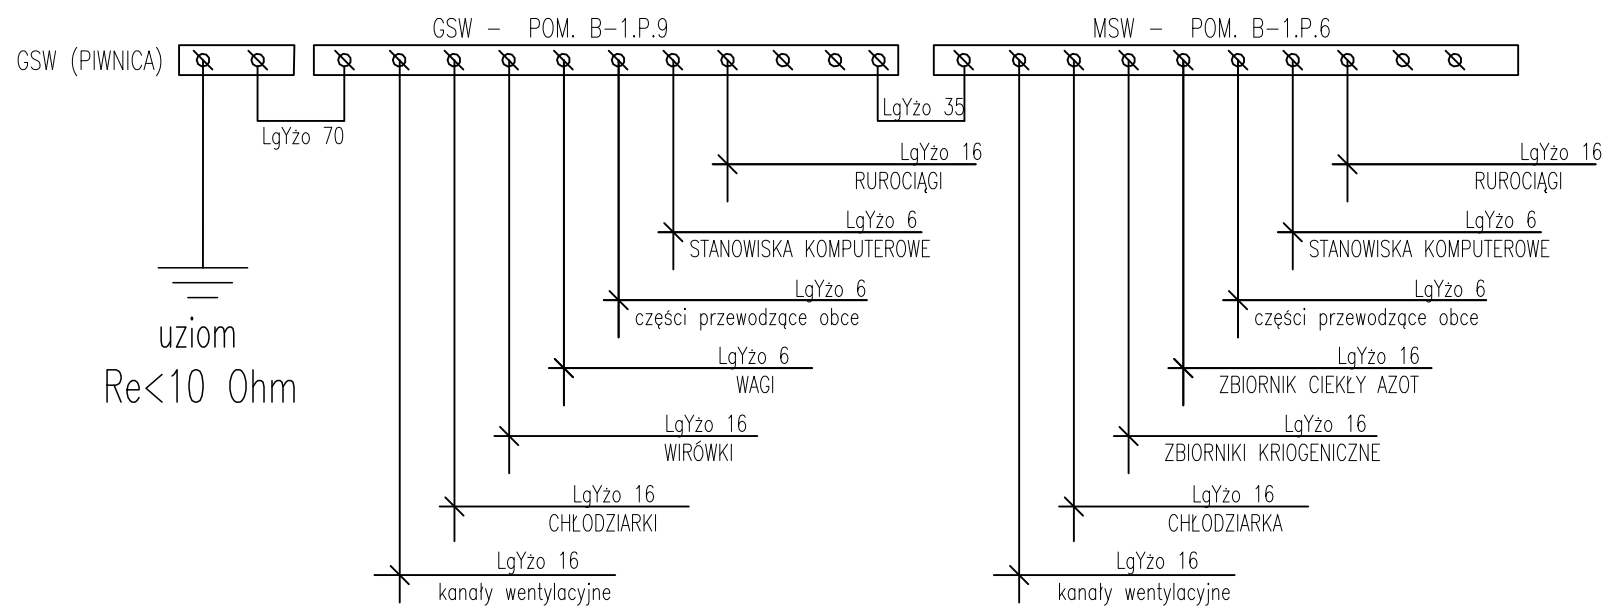 GSW – POM. B–1.P.9
MSW – POM. B–1.P.6
GSW (PIWNICA)
LgYżo 70
LgYżo 35
LgYżo 16
RUROCIĄGI
LgYżo 16
RUROCIĄGI
LgYżo 6
STANOWISKA KOMPUTEROWE
LgYżo 6
STANOWISKA KOMPUTEROWE
LgYżo 6
części przewodzące obce
LgYżo 6
części przewodzące obce
uziom
Re<10 Ohm
LgYżo 6
WAGI
LgYżo 16
ZBIORNIK CIEKŁY AZOT
LgYżo 16
WIRÓWKI
LgYżo 16
ZBIORNIKI KRIOGENICZNE
LgYżo 16
CHŁODZIARKI
LgYżo 16
CHŁODZIARKA
LgYżo 16
kanały wentylacyjne
LgYżo 16
kanały wentylacyjne